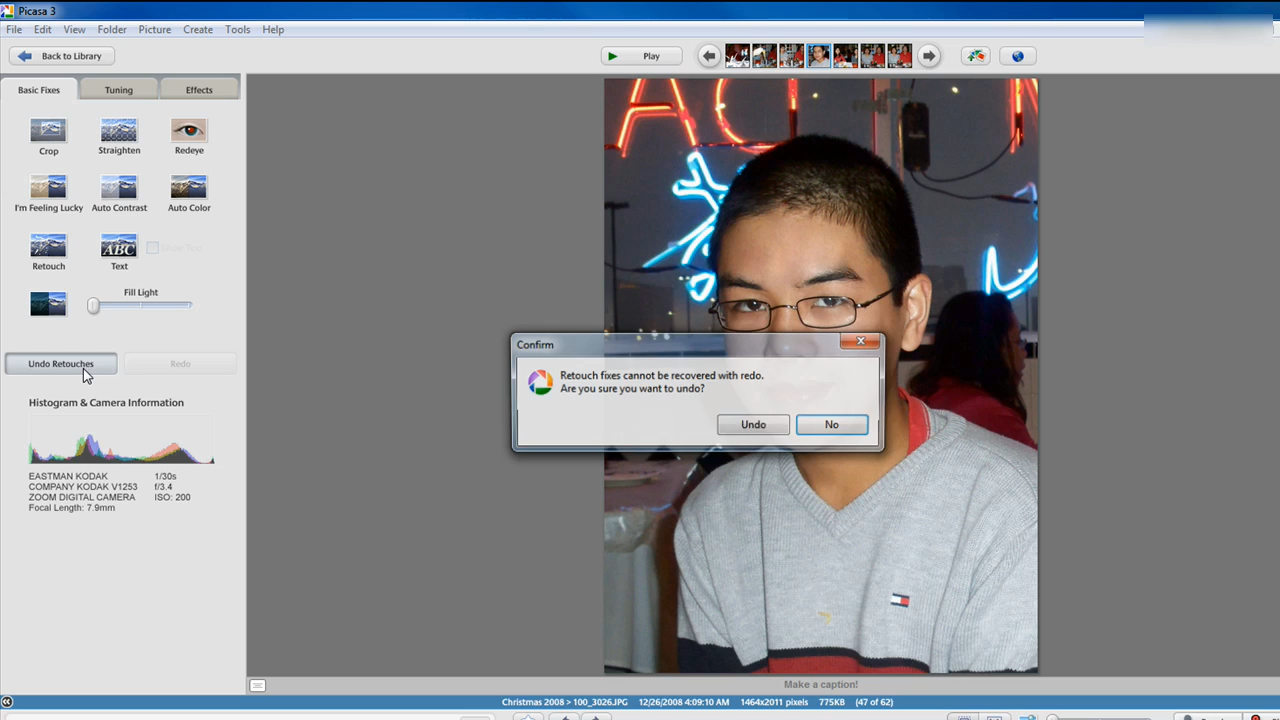 Picasa 3
File Edit View Folder Picture Create Tools Help
Back to Library
Play
Basic Fixes Tuning Effects
Crop Straighten Redeye
I'm Feeling Lucky Auto Contrast Auto Color
ABC
Retouch Text
Fill Light
Undo Retouches Redo
Histogram & Camera Information
EASTMAN KODAK 1/30s
COMPANY KODAK V1253 f/3.4
ZOOM DIGITAL CAMERA ISO: 200
Focal Length: 7.9mm
Confirm
Retouch fixes cannot be recovered with redo.
Are you sure you want to undo?
Undo No
Make a caption!
Christmas 2008 > 100_3026.JPG 12/26/2008 4:09:10 AM 1464x2011 pixels 775KB (47 of 62)